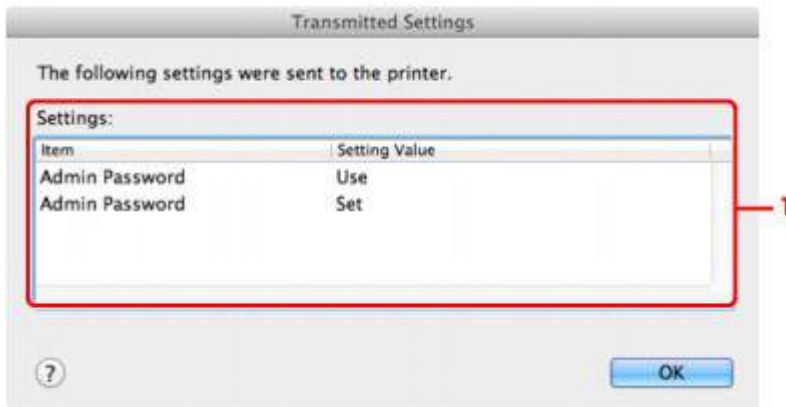 Transmitted Settings
The following settings were sent to the printer.
Settings:
Item Setting Value
Admin Password Use
Admin Password Set
1
?
OK